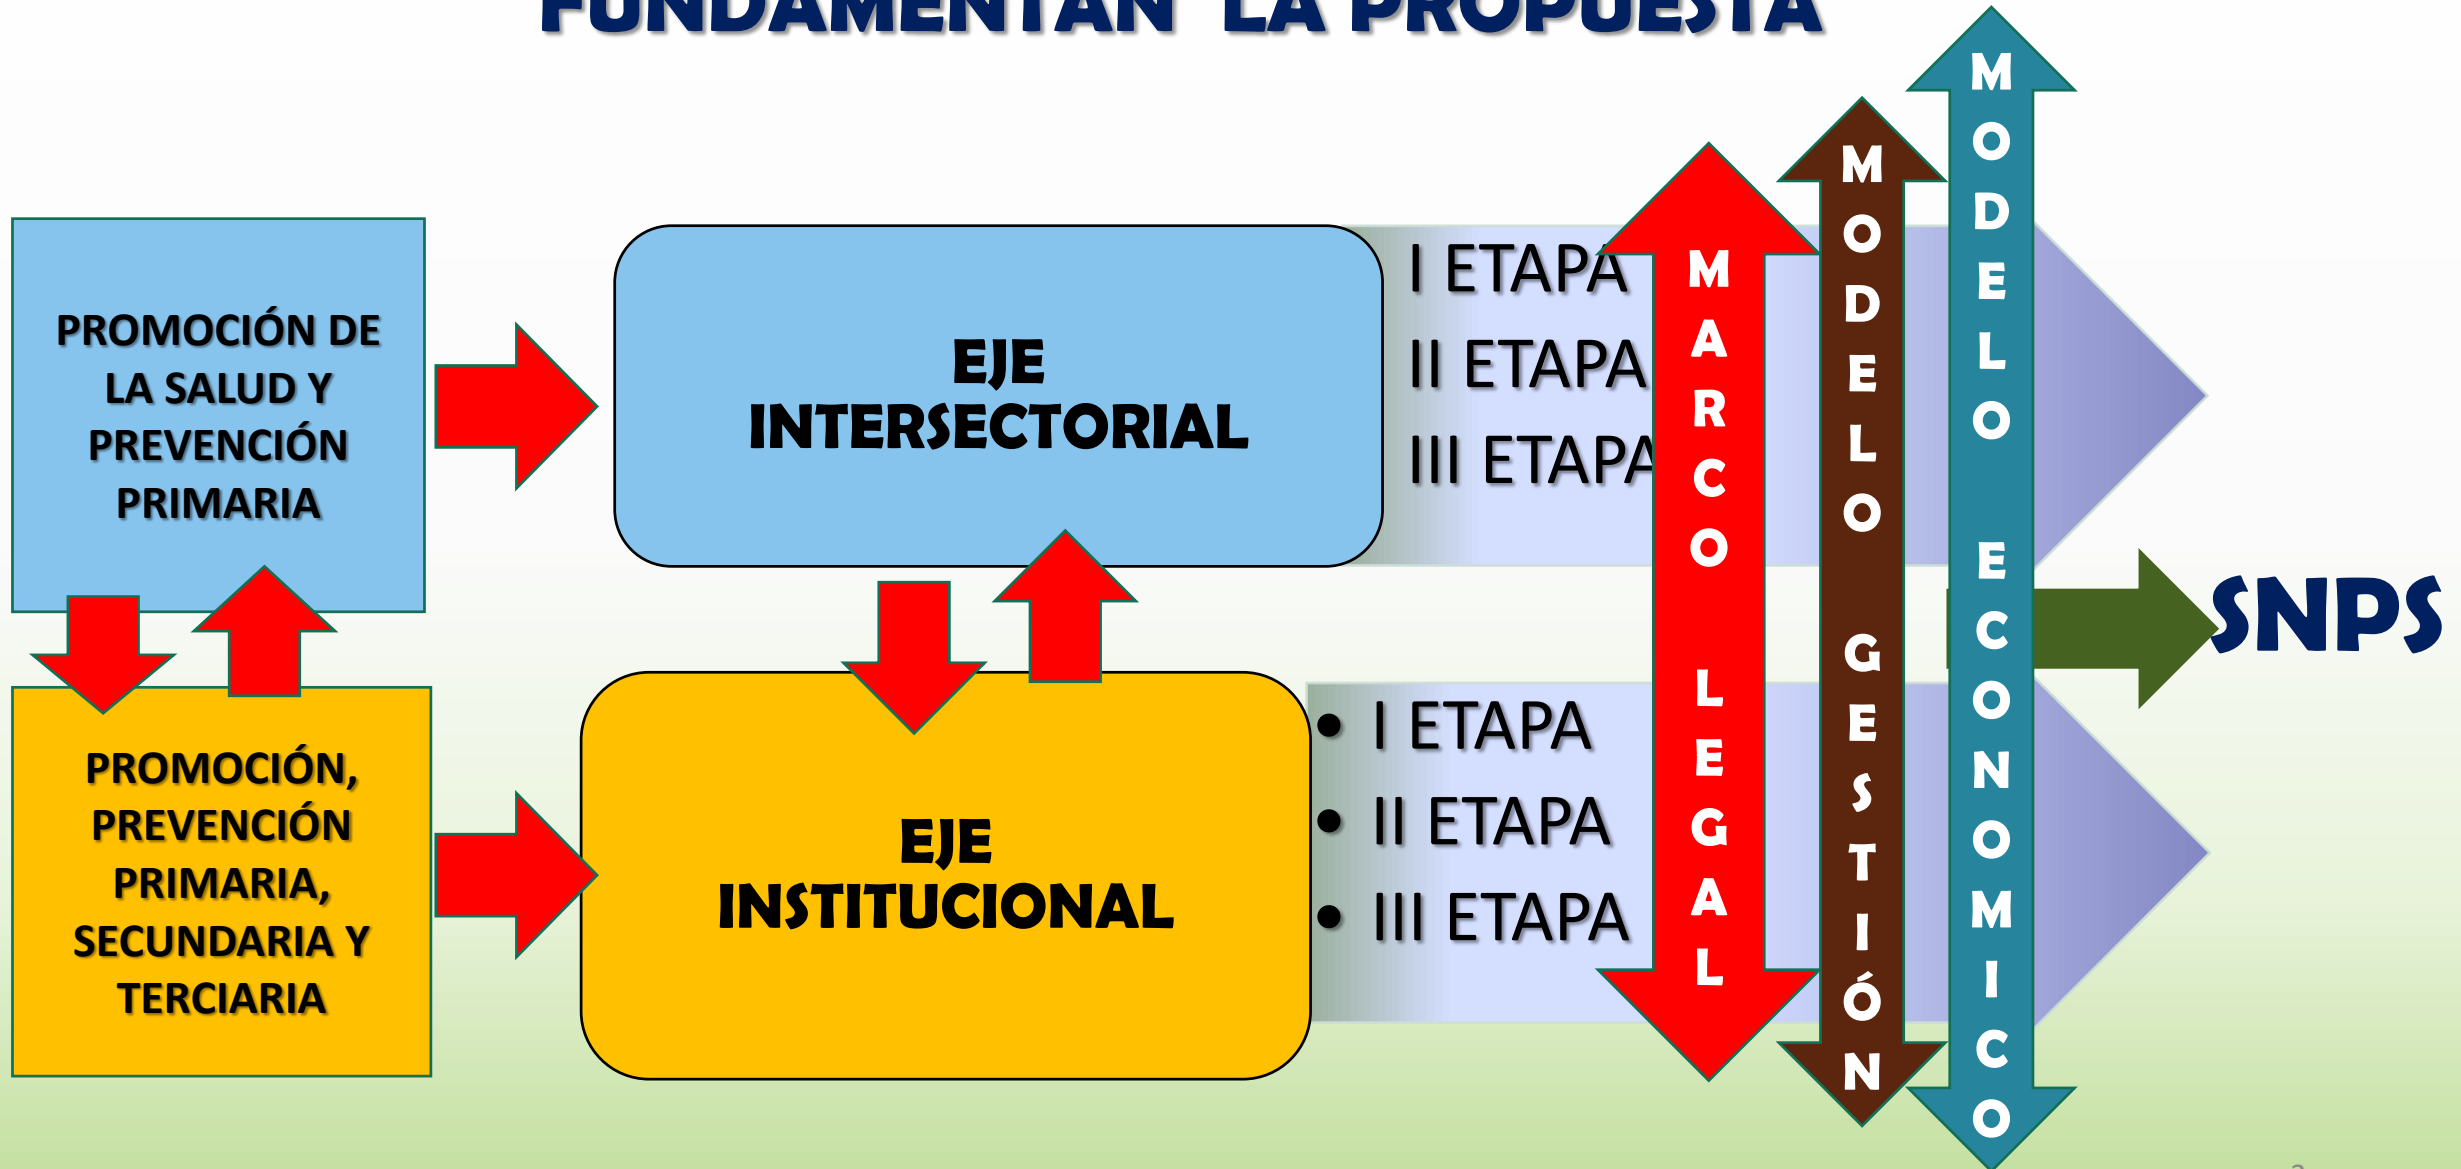 FUNDAMENTAN LA PROPUESTA
PROMOCIÓN DE
LA SALUD Y
PREVENCIÓN
PRIMARIA
EJE
INTERSECTORIAL
I ETAPA
II ETAPA
III ETAPA
PROMOCIÓN,
PREVENCIÓN
PRIMARIA,
SECUNDARIA Y
TERCIARIA
EJE
INSTITUCIONAL
• I ETAPA
• II ETAPA
• III ETAPA
MARCO LEGAL
MODELO GESTIÓN
MODELO ECONOMICO
SNPS